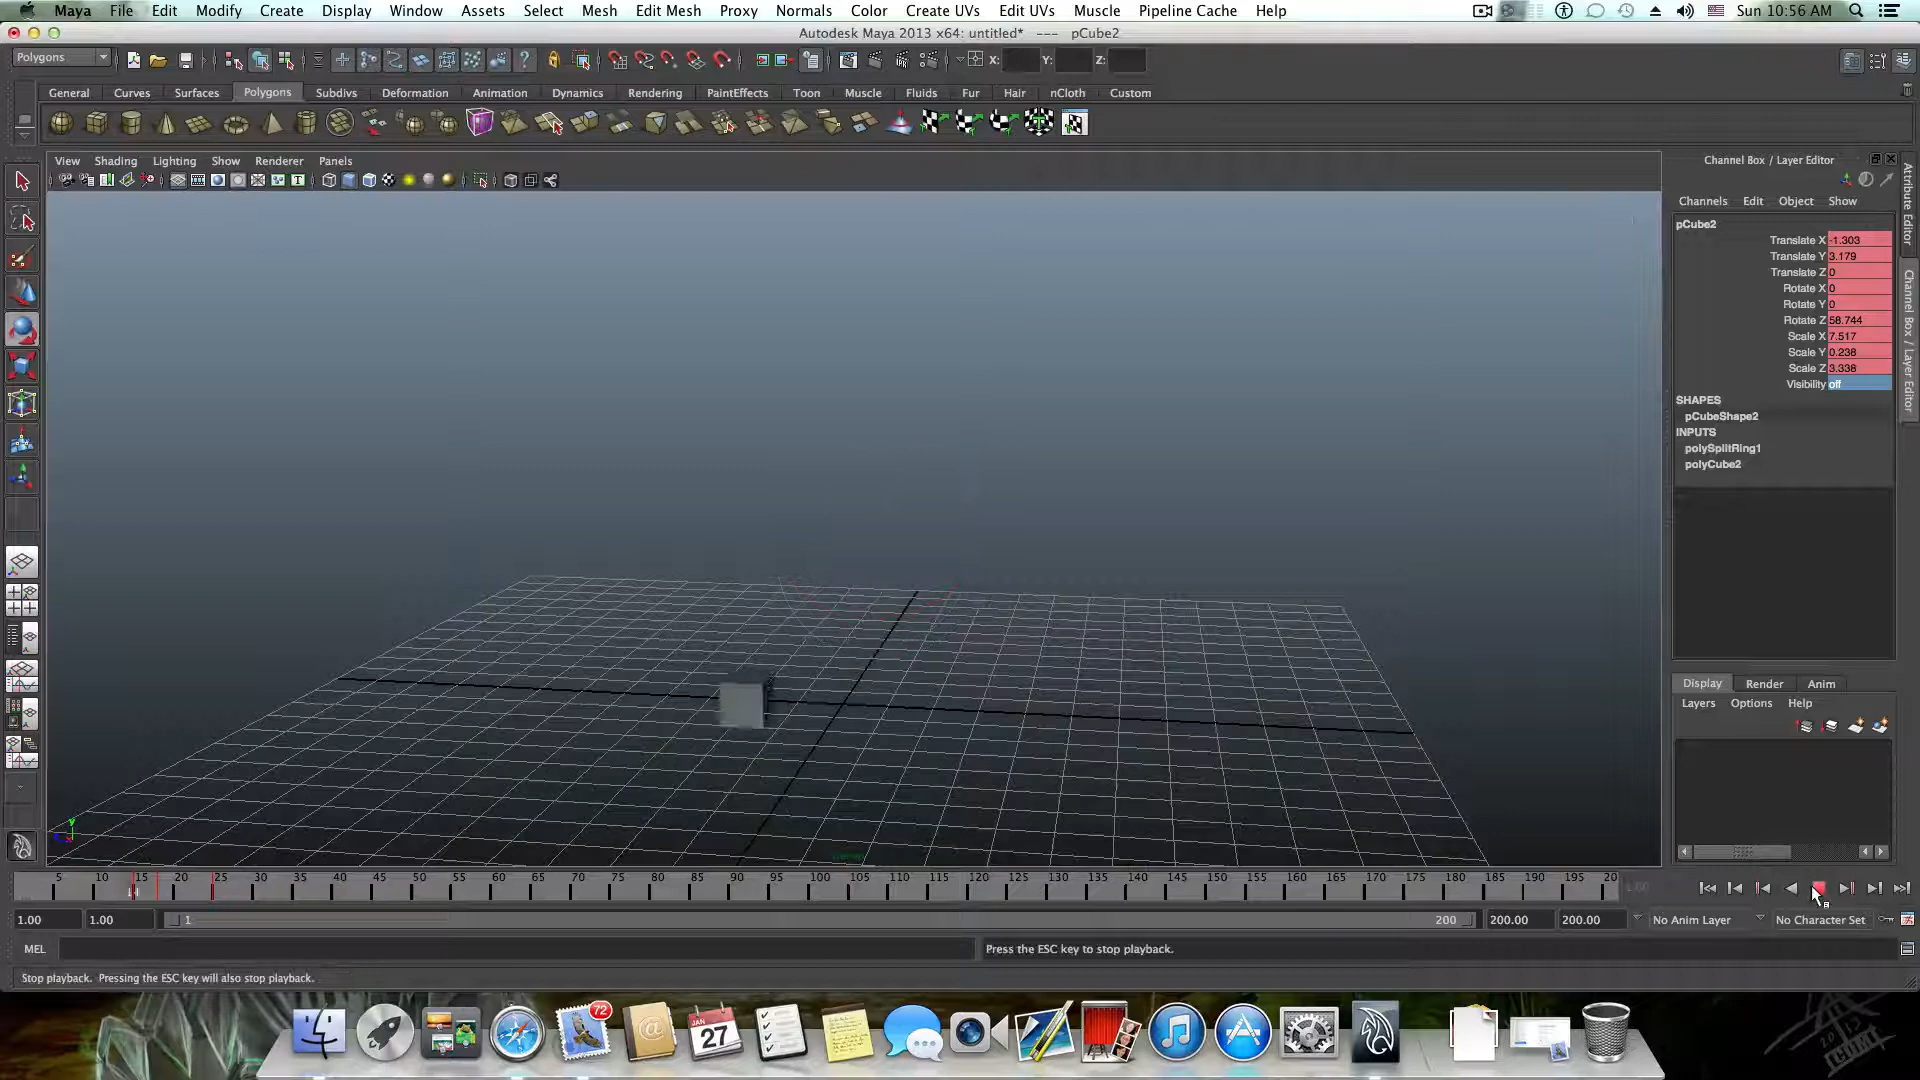 Maya File Edit Modify Create Display Window Assets Select Mesh Edit Mesh Proxy Normals Color Create UVs Edit UVs Muscle Pipeline Cache Help Sun 10:56 AM
Autodesk Maya 2013 x64: untitled* --- pCube2
Polygons X: Y: Z:
General Curves Surfaces Polygons Subdivs Deformation Animation Dynamics Rendering PaintEffects Toon Muscle Fluids Fur Hair nCloth Custom
View Shading Lighting Show Renderer Panels
Channel Box / Layer Editor
Channels Edit Object Show
pCube2
Translate X -1.303
Translate Y 3.179
Translate Z 0
Rotate X 0
Rotate Y 0
Rotate Z 58.744
Scale X 7.517
Scale Y 0.238
Scale Z 3.338
Visibility off
SHAPES
pCubeShape2
INPUTS
polySplitRing1
polyCube2
Attribute Editor
Channel Box / Layer Editor
Display Render Anim
Layers Options Help
y
5 10 15 20 25 30 35 40 45 50 55 60 65 70 75 80 85 90 95 100 105 110 115 120 125 130 135 140 145 150 155 160 165 170 175 180 185 190 195 20
1.00 1.00 1 200 200.00 200.00 No Anim Layer No Character Set
MEL Press the ESC key to stop playback.
Stop playback. Pressing the ESC key will also stop playback.
72
JAN
27